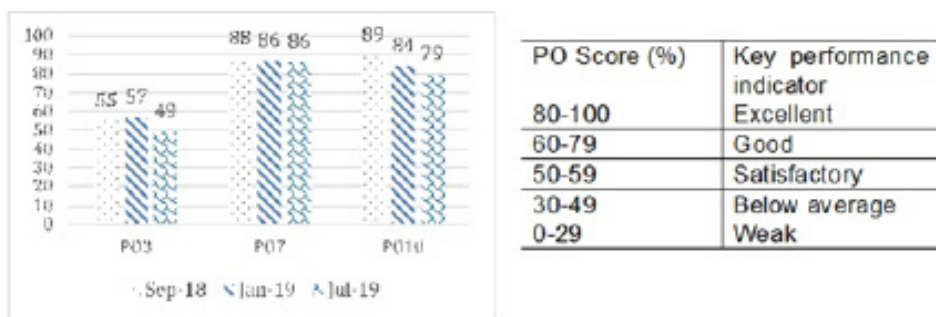 100
90
80
70
60
50
40
30
20
10
0
55 57 49
88 86 86
89 84 79
PO3 PO7 PO10
Sep-18 Jan-19 Jul-19
PO Score (%) Key performance
indicator
80-100 Excellent
60-79 Good
50-59 Satisfactory
30-49 Below average
0-29 Weak